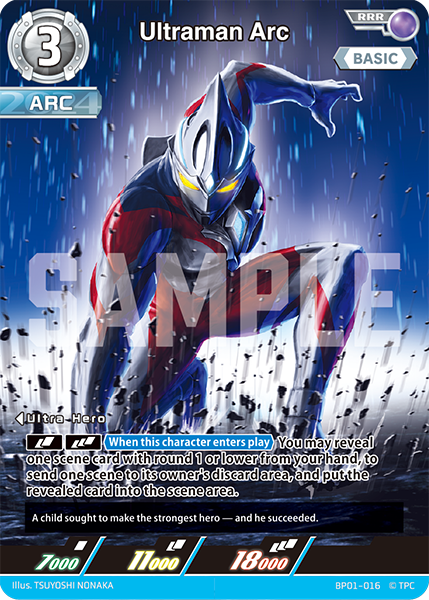 3
Ultraman Arc
RRR
BASIC
2024
ARC
SAMPLE
Ultra Hero
When this character enters play You may reveal
one scene card with round 1 or lower from your hand, to
send one scene to its owner's discard area, and put the
revealed card into the scene area.
A child sought to make the strongest hero — and he succeeded.
7000 11000 18000
Illus. TSUYOSHI NONAKA BP01-016 © TPC